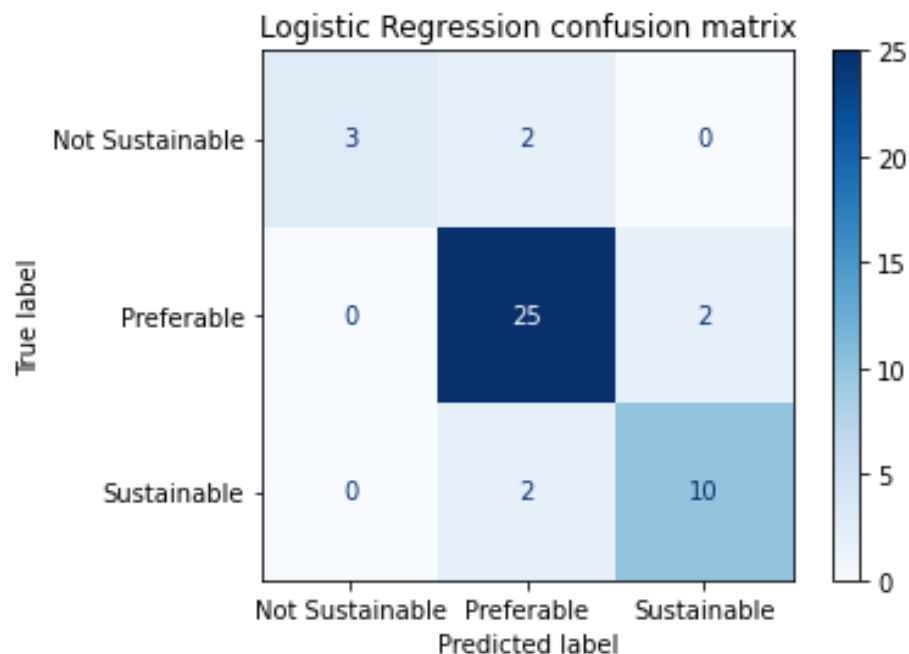 Logistic Regression confusion matrix
True label
Not Sustainable 3 2 0
Preferable 0 25 2
Sustainable 0 2 10
Not Sustainable Preferable Sustainable
Predicted label
25
20
15
10
5
0